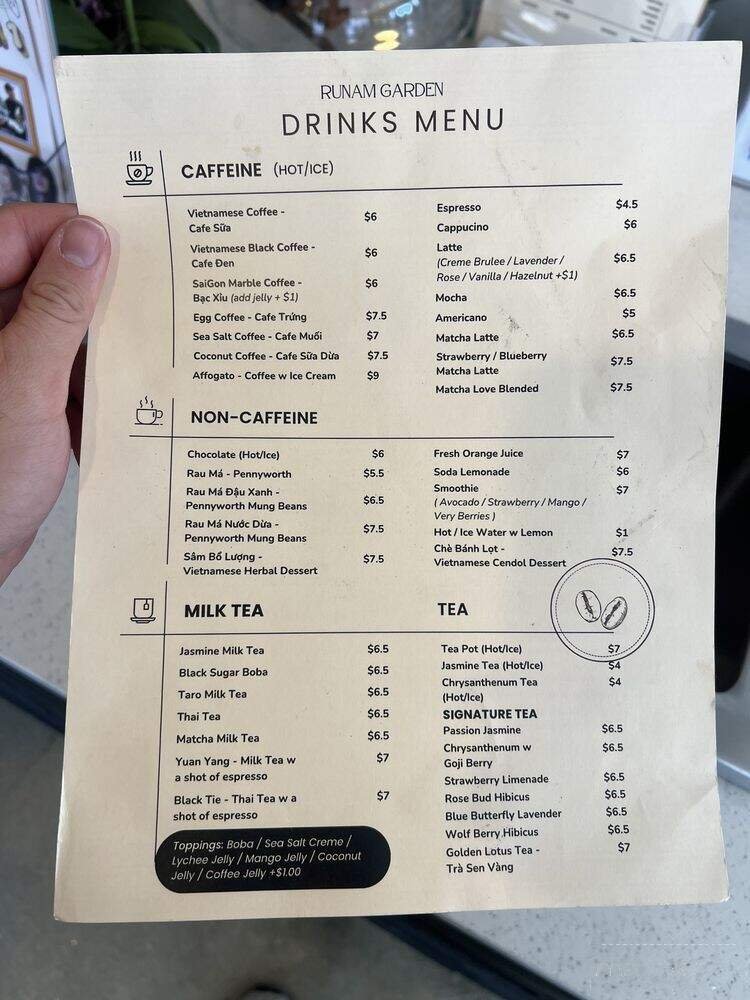 RUNAM GARDEN
DRINKS MENU
CAFFEINE (HOT/ICE)
Vietnamese Coffee -
Cafe Sữa $6
Vietnamese Black Coffee -
Cafe Đen $6
SaiGon Marble Coffee -
Bạc Xỉu (add jelly + $1) $6
Egg Coffee - Cafe Trứng $7.5
Sea Salt Coffee - Cafe Muối $7
Coconut Coffee - Cafe Sữa Dừa $7.5
Affogato - Coffee w Ice Cream $9
Espresso $4.5
Cappucino $6
Latte
(Creme Brulee / Lavender / $6.5
Rose / Vanilla / Hazelnut +$1)
Mocha $6.5
Americano $5
Matcha Latte $6.5
Strawberry / Blueberry
Matcha Latte $7.5
Matcha Love Blended $7.5
NON-CAFFEINE
Chocolate (Hot/Ice) $6
Rau Má - Pennyworth $5.5
Rau Má Đậu Xanh -
Pennyworth Mung Beans $6.5
Rau Má Nước Dừa -
Pennyworth Mung Beans $7.5
Sâm Bổ Lượng -
Vietnamese Herbal Dessert $7.5
Fresh Orange Juice $7
Soda Lemonade $6
Smoothie $7
( Avocado / Strawberry / Mango /
Very Berries )
Hot / Ice Water w Lemon $1
Chè Bánh Lọt - $7.5
Vietnamese Cendol Dessert
MILK TEA
Jasmine Milk Tea $6.5
Black Sugar Boba $6.5
Taro Milk Tea $6.5
Thai Tea $6.5
Matcha Milk Tea $6.5
Yuan Yang - Milk Tea w $7
a shot of espresso
Black Tie - Thai Tea w a $7
shot of espresso
Toppings: Boba / Sea Salt Creme /
Lychee Jelly / Mango Jelly / Coconut
Jelly / Coffee Jelly +$1.00
TEA
Tea Pot (Hot/Ice) $7
Jasmine Tea (Hot/Ice) $4
Chrysanthenum Tea $4
(Hot/Ice)
SIGNATURE TEA
Passion Jasmine $6.5
Chrysanthenum w $6.5
Goji Berry
Strawberry Limenade $6.5
Rose Bud Hibicus $6.5
Blue Butterfly Lavender $6.5
Wolf Berry Hibicus $6.5
Golden Lotus Tea - $7
Trà Sen Vàng